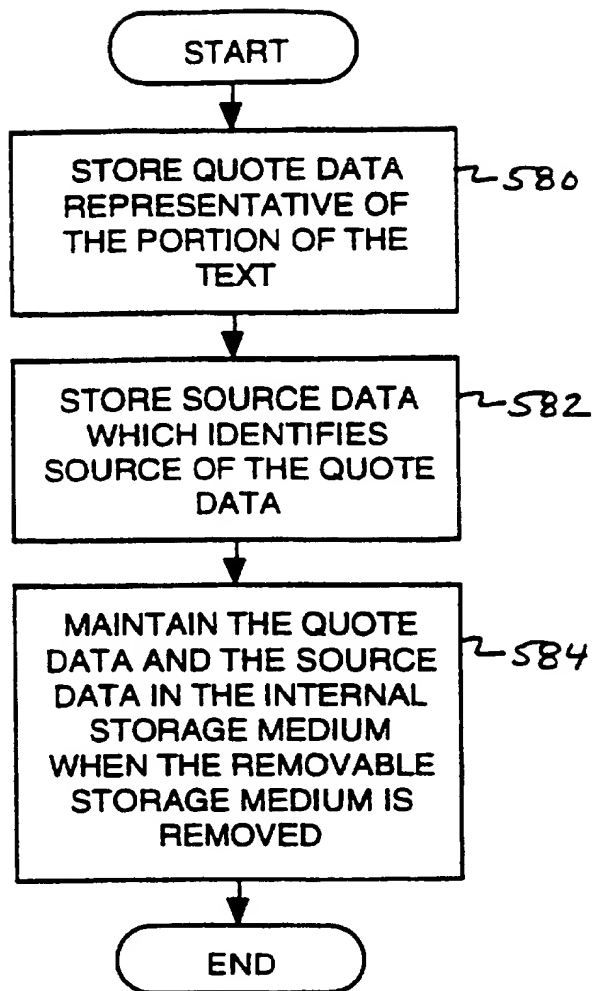 START
STORE QUOTE DATA
REPRESENTATIVE OF
THE PORTION OF THE
TEXT
580
STORE SOURCE DATA
WHICH IDENTIFIES
SOURCE OF THE QUOTE
DATA
582
MAINTAIN THE QUOTE
DATA AND THE SOURCE
DATA IN THE INTERNAL
STORAGE MEDIUM
WHEN THE REMOVABLE
STORAGE MEDIUM IS
REMOVED
584
END